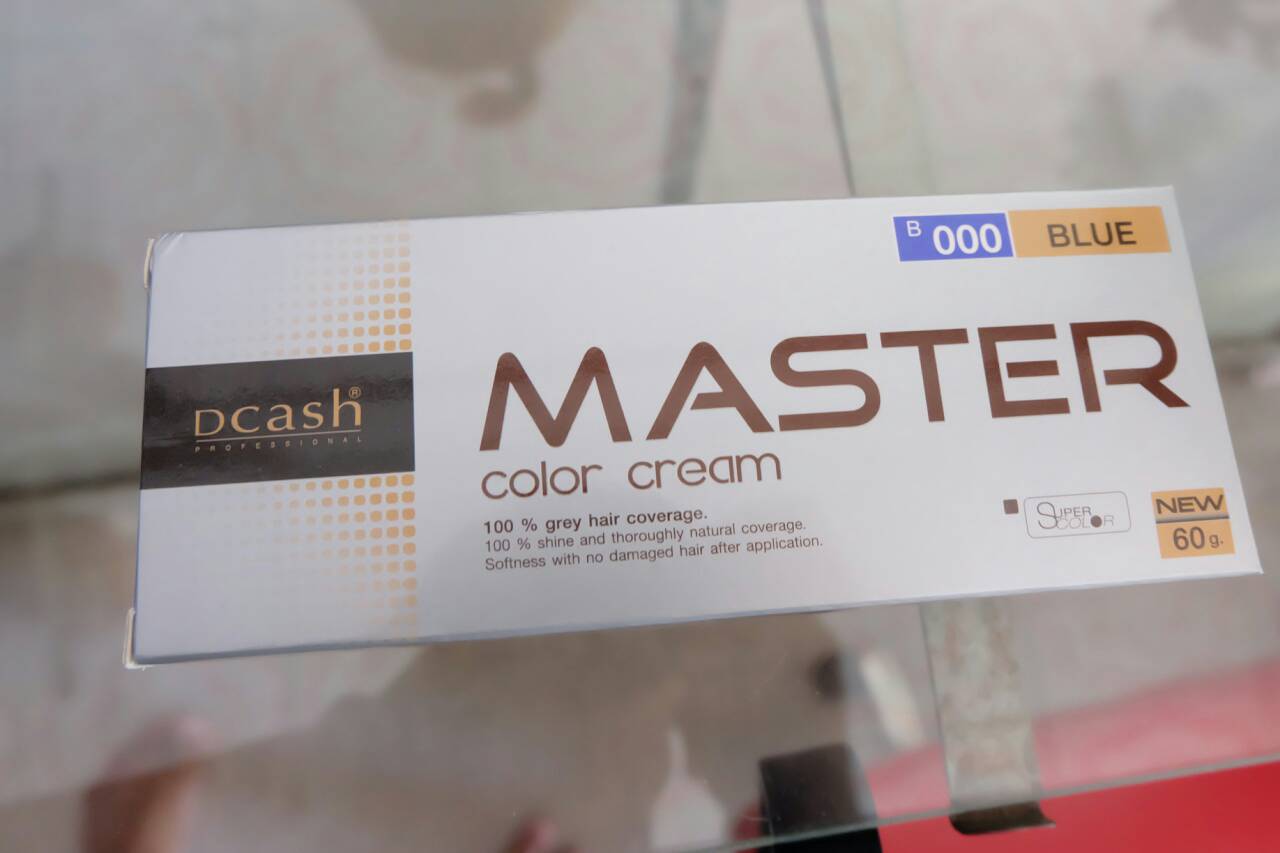 B 000 BLUE
Dcash®
PROFESSIONAL
MASTER
color cream
100 % grey hair coverage.
100 % shine and thoroughly natural coverage.
Softness with no damaged hair after application.
SUPER
COLOR
NEW
60 g.